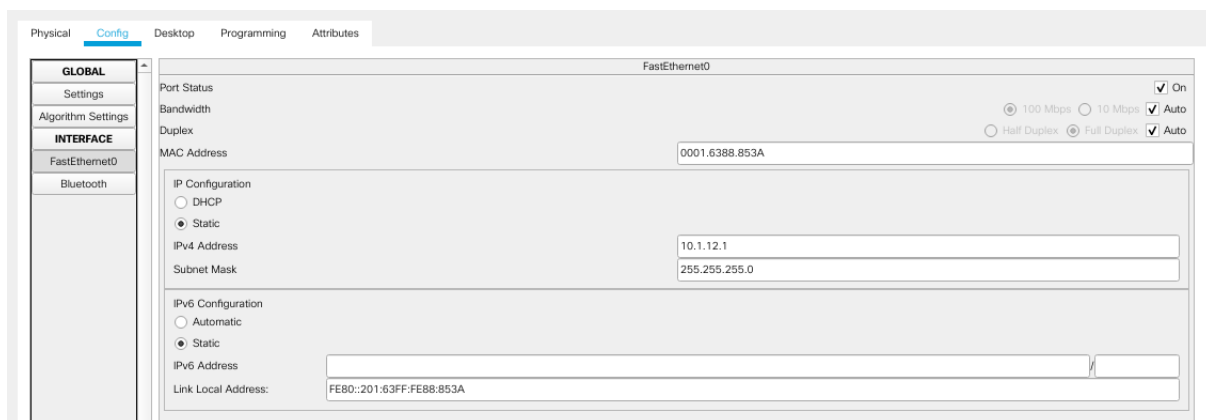 Physical Config Desktop Programming Attributes
GLOBAL
Settings
Algorithm Settings
INTERFACE
FastEthernet0
Bluetooth
FastEthernet0
Port Status On
Bandwidth 100 Mbps 10 Mbps Auto
Duplex Half Duplex Full Duplex Auto
MAC Address 0001.6388.853A
IP Configuration
DHCP
Static
IPv4 Address 10.1.12.1
Subnet Mask 255.255.255.0
IPv6 Configuration
Automatic
Static
IPv6 Address /
Link Local Address: FE80::201:63FF:FE88:853A